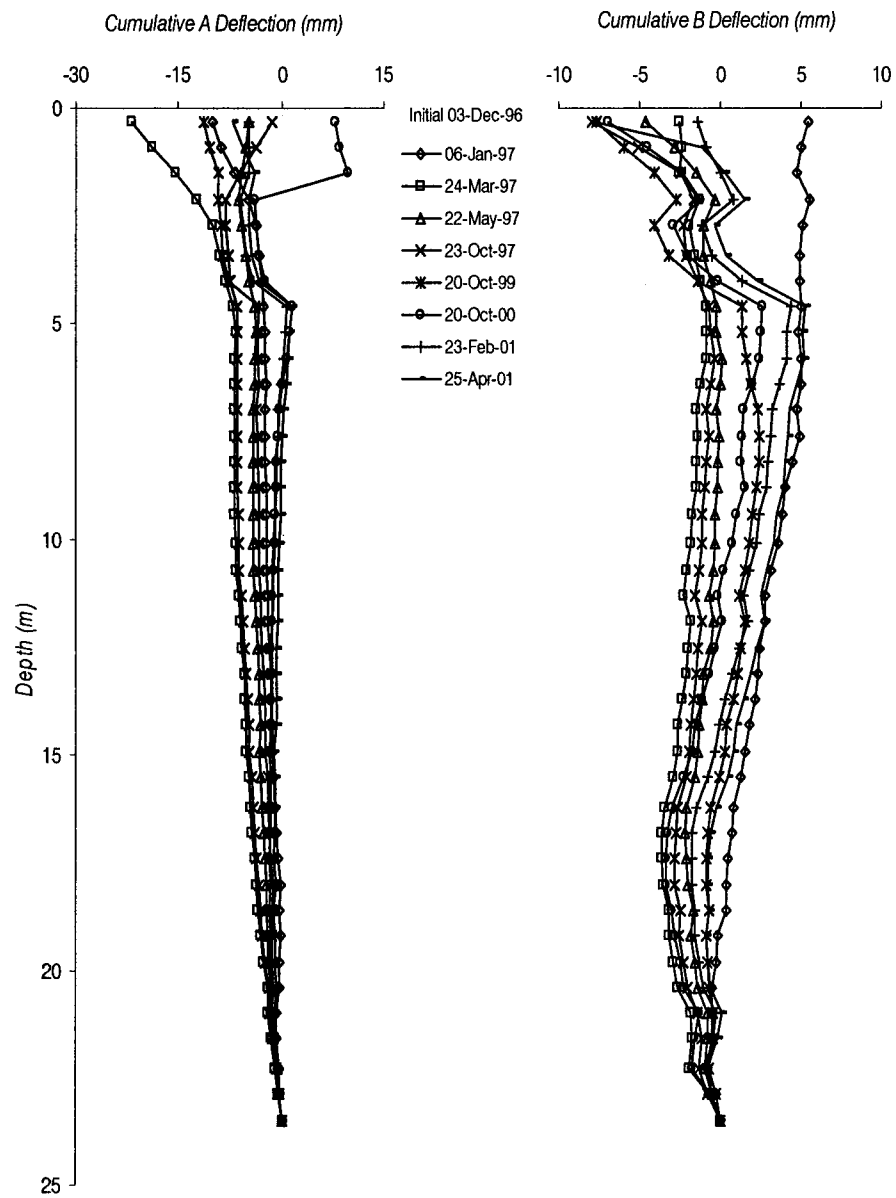 Cumulative A Deflection (mm)
Cumulative B Deflection (mm)
-30 -15 0 15
-10 -5 0 5 10
0
5
10
15
20
25
Depth (m)
Initial 03-Dec-96
06-Jan-97
24-Mar-97
22-May-97
23-Oct-97
20-Oct-99
20-Oct-00
23-Feb-01
25-Apr-01